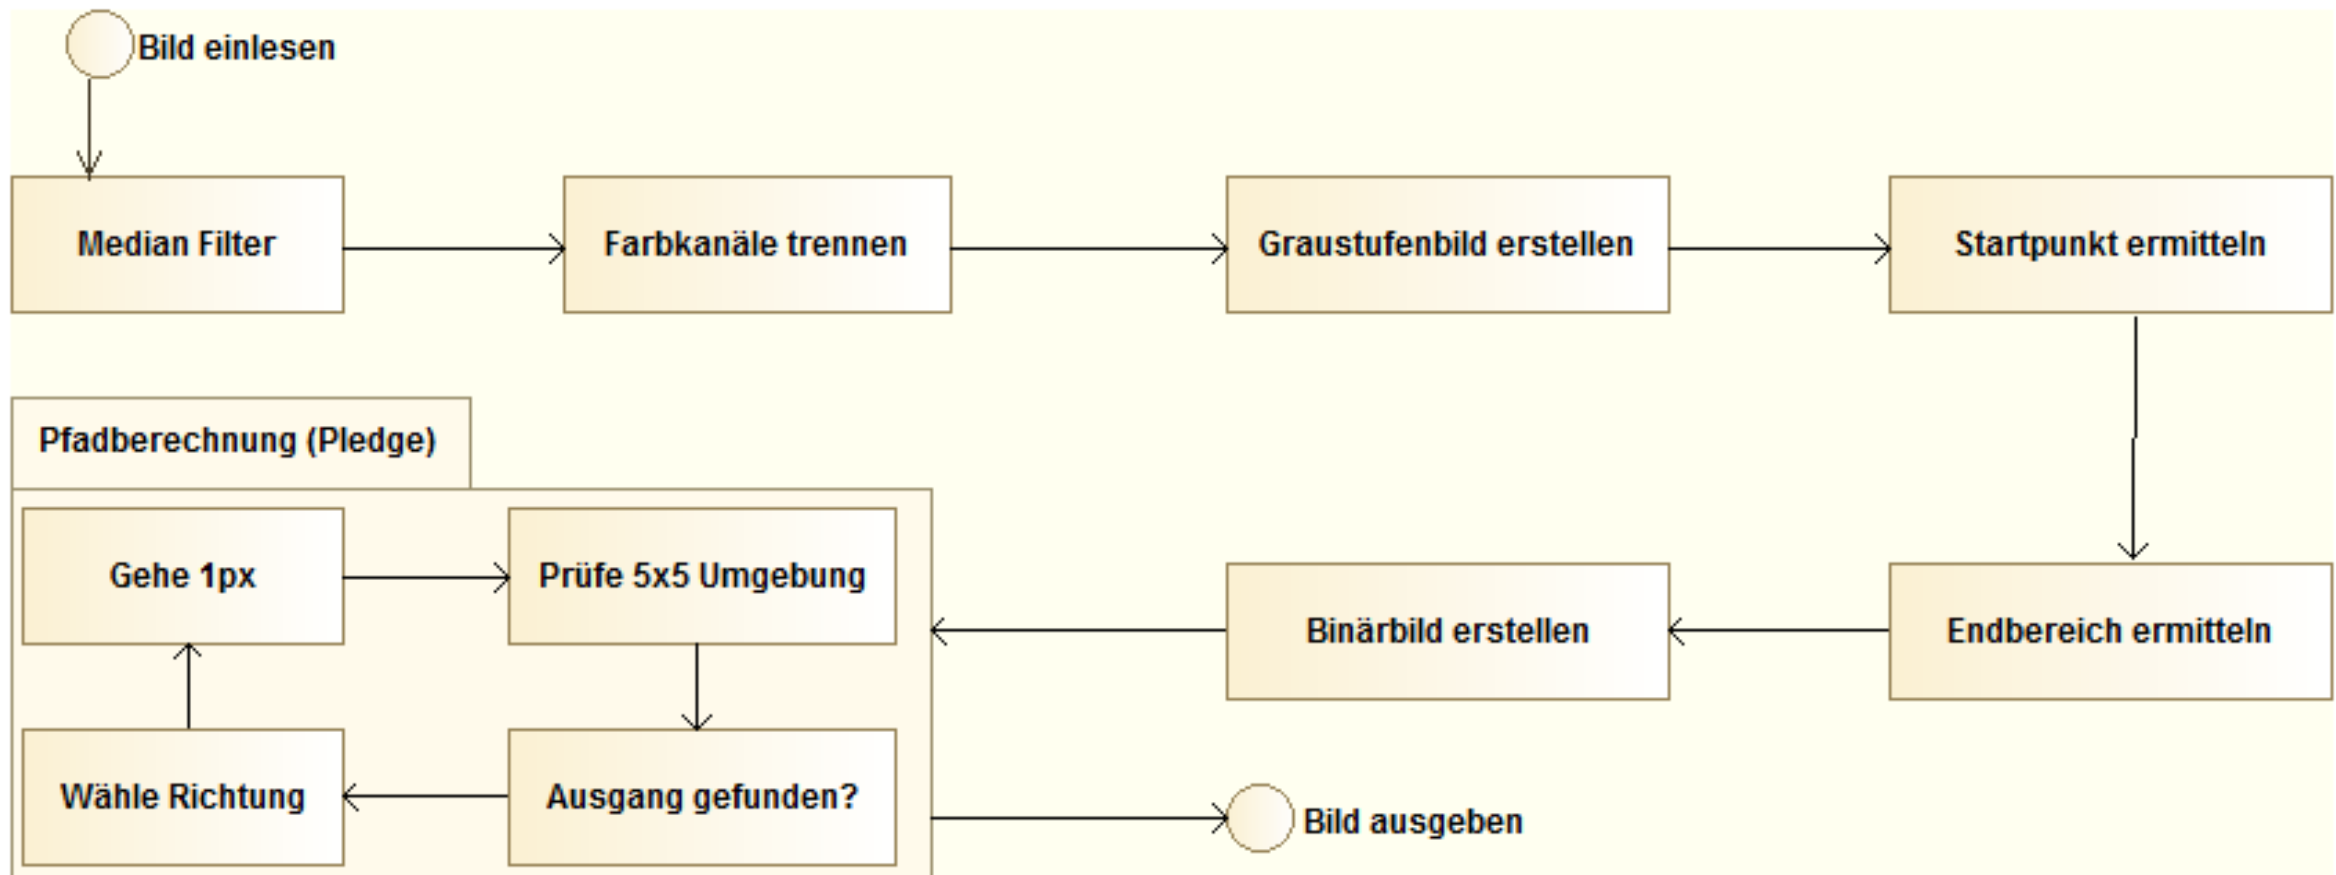 Bild einlesen
Median Filter
Farbkanäle trennen
Graustufenbild erstellen
Startpunkt ermitteln
Pfadberechnung (Pledge)
Gehe 1px
Prüfe 5x5 Umgebung
Binärbild erstellen
Endbereich ermitteln
Wähle Richtung
Ausgang gefunden?
Bild ausgeben